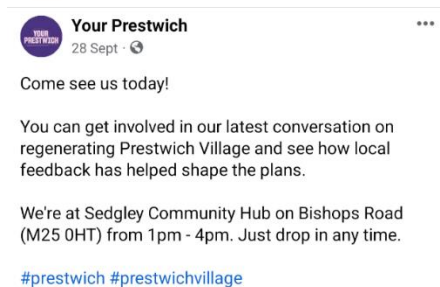 YOUR
PRESTWICH
Your Prestwich
28 Sept ·
Come see us today!
You can get involved in our latest conversation on
regenerating Prestwich Village and see how local
feedback has helped shape the plans.
We're at Sedgley Community Hub on Bishops Road
(M25 0HT) from 1pm - 4pm. Just drop in any time.
#prestwich #prestwichvillage